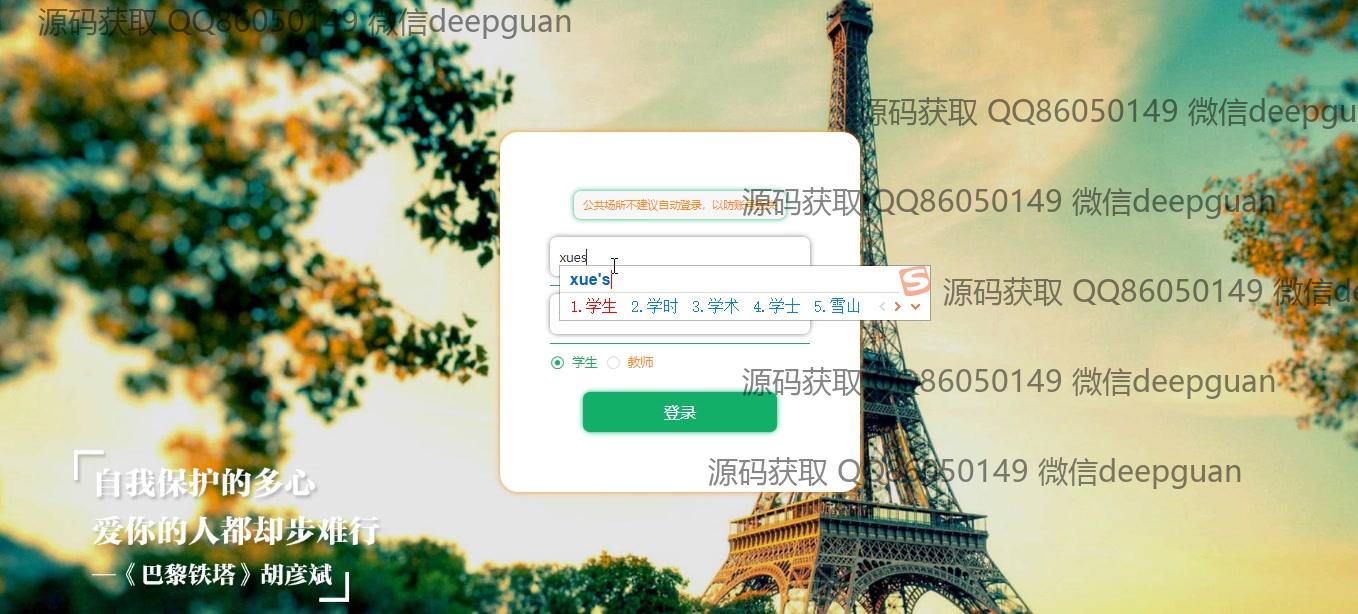 源码获取 QQ86050149 微信deepguan
源码获取 QQ86050149 微信deepgu
公共场所不建议自动登录，以防账
源码获取 QQ86050149 微信deepguan
xues
xue's
1.学生 2.学时 3.学术 4.学士 5.雪山
源码获取 QQ86050149 微信de
学生 教师
源码获取 QQ86050149 微信deepguan
登录
源码获取 QQ86050149 微信deepguan
自我保护的多心
爱你的人都却步难行
—《巴黎铁塔》胡彦斌